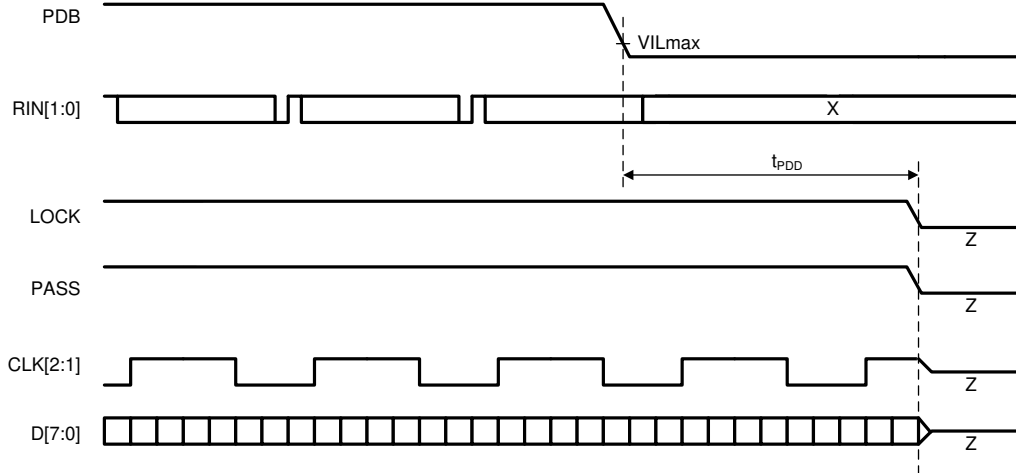 PDB
VILmax
RIN[1:0]
X
tPDD
LOCK
Z
PASS
Z
CLK[2:1]
Z
D[7:0]
Z